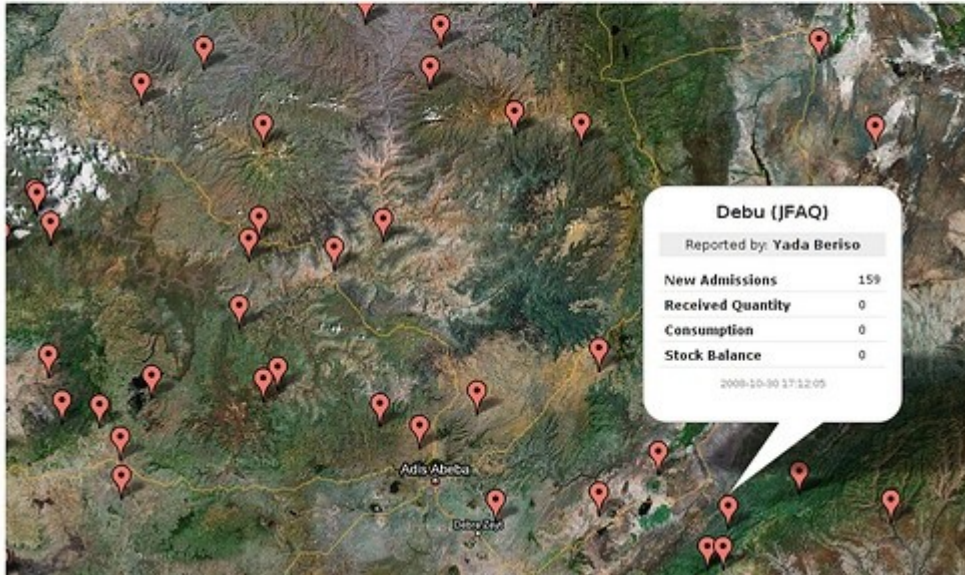 Debu (JFAQ)
Reported by: Yada Beriso
New Admissions 159
Received Quantity 0
Consumption 0
Stock Balance 0
2008-10-30 17:12:05
Adis Abeba
Debre Zeyt